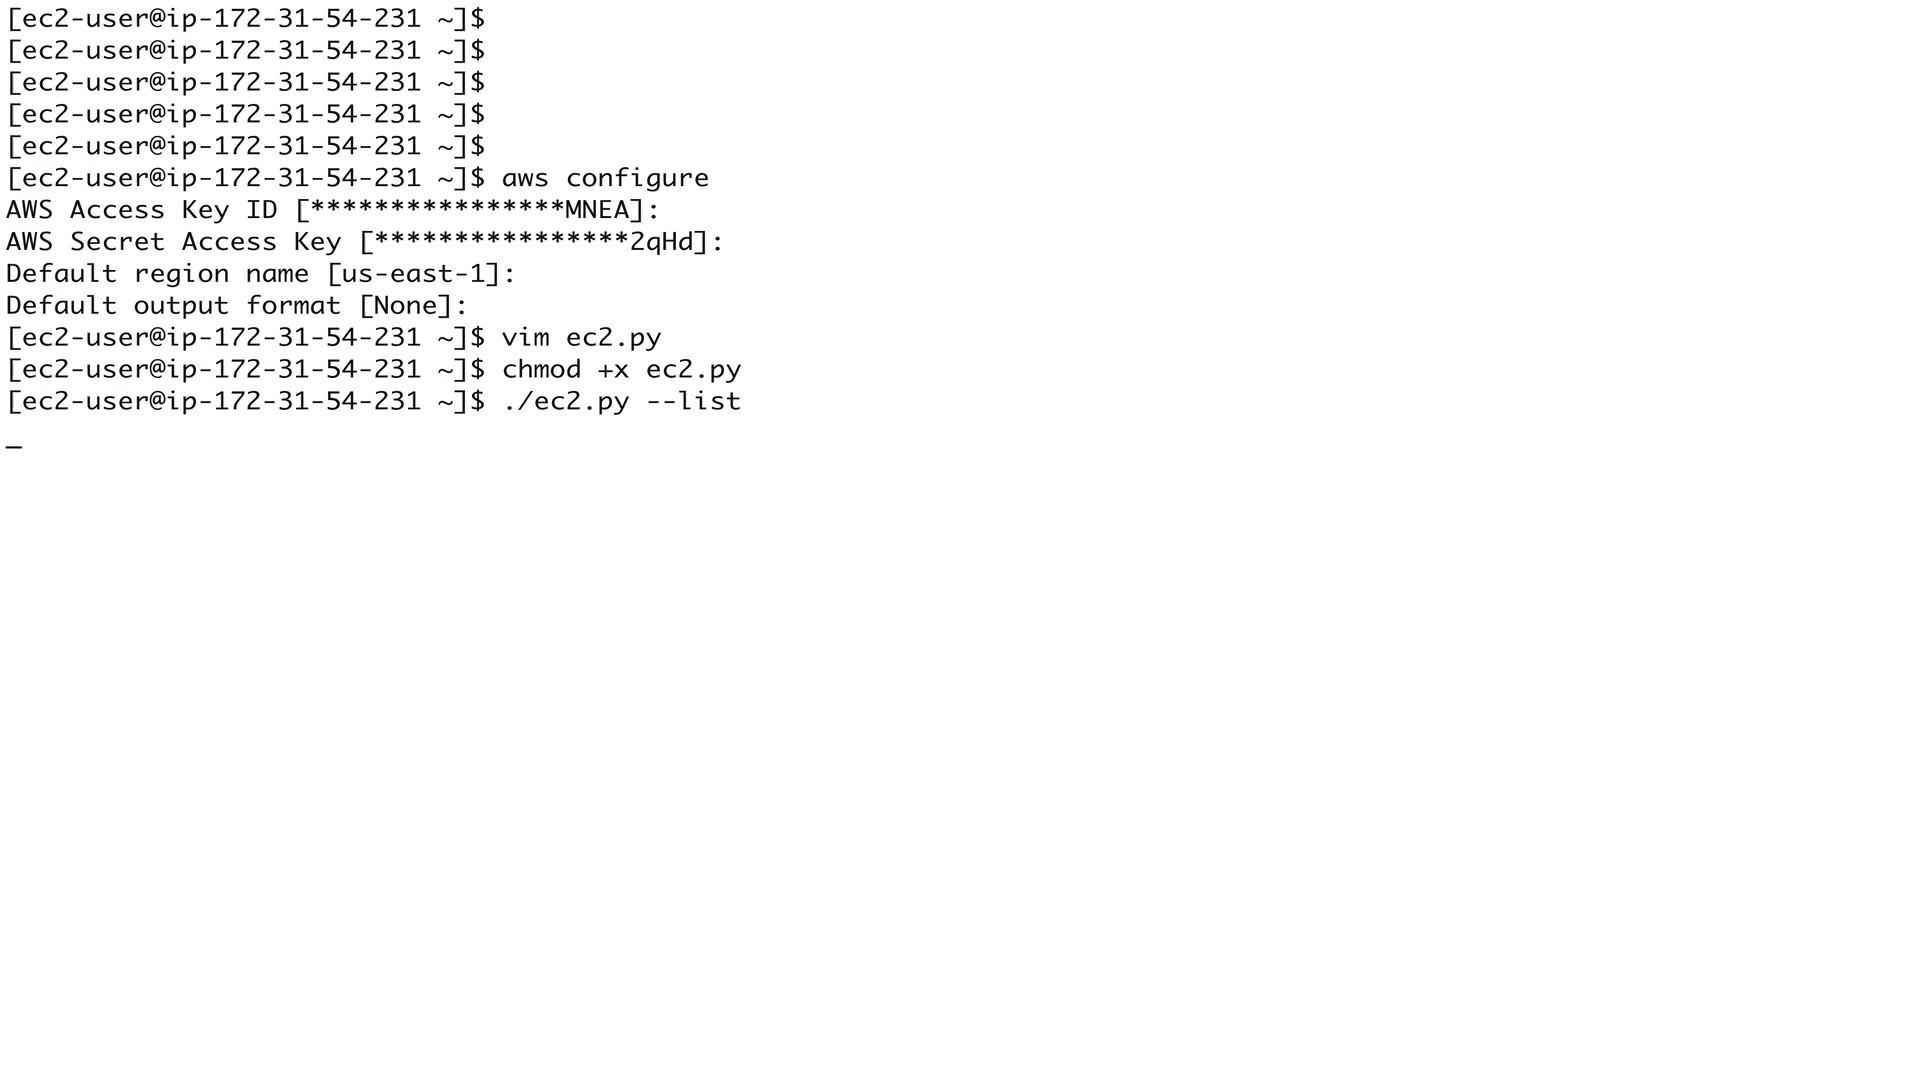 [ec2-user@ip-172-31-54-231 ~]$
[ec2-user@ip-172-31-54-231 ~]$
[ec2-user@ip-172-31-54-231 ~]$
[ec2-user@ip-172-31-54-231 ~]$
[ec2-user@ip-172-31-54-231 ~]$
[ec2-user@ip-172-31-54-231 ~]$ aws configure
AWS Access Key ID [****************MNEA]:
AWS Secret Access Key [****************2qHd]:
Default region name [us-east-1]:
Default output format [None]:
[ec2-user@ip-172-31-54-231 ~]$ vim ec2.py
[ec2-user@ip-172-31-54-231 ~]$ chmod +x ec2.py
[ec2-user@ip-172-31-54-231 ~]$ ./ec2.py --list
_